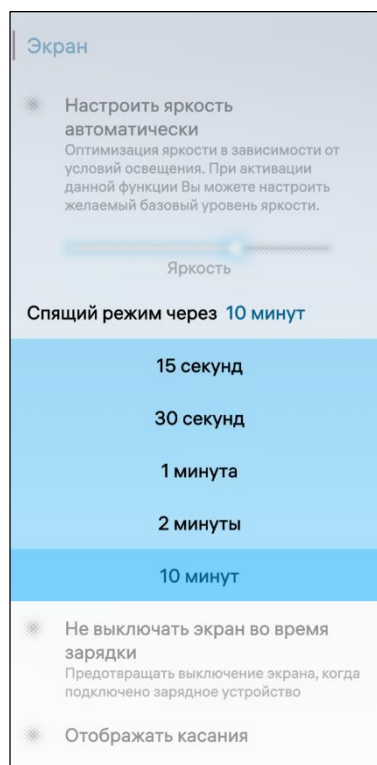 Экран
Настроить яркость
автоматически
Оптимизация яркости в зависимости от
условий освещения. При активации
данной функции Вы можете настроить
желаемый базовый уровень яркости.
Яркость
Спящий режим через 10 минут
15 секунд
30 секунд
1 минута
2 минуты
10 минут
Не выключать экран во время
зарядки
Предотвращать выключение экрана, когда
подключено зарядное устройство
Отображать касания